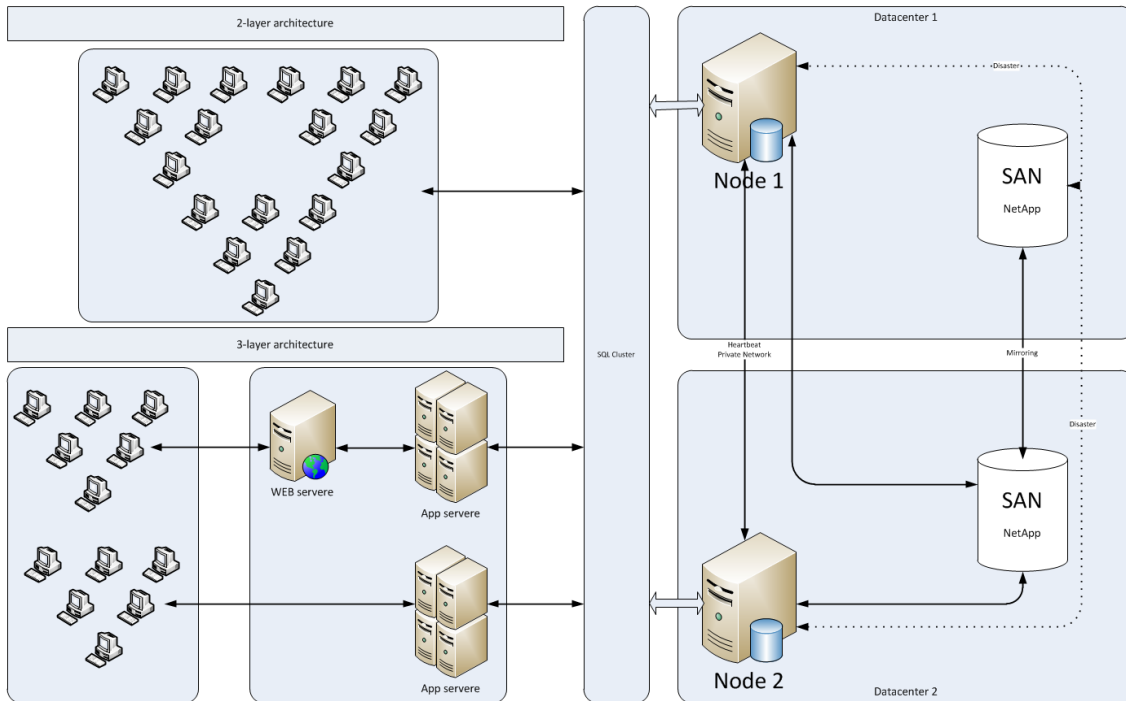 2-layer architecture
Datacenter 1
Disaster
Node 1
SAN
NetApp
3-layer architecture
SQL Cluster
Heartbeat
Private Network
Mirroring
Disaster
WEB servere
App servere
SAN
NetApp
App servere
Node 2
Datacenter 2